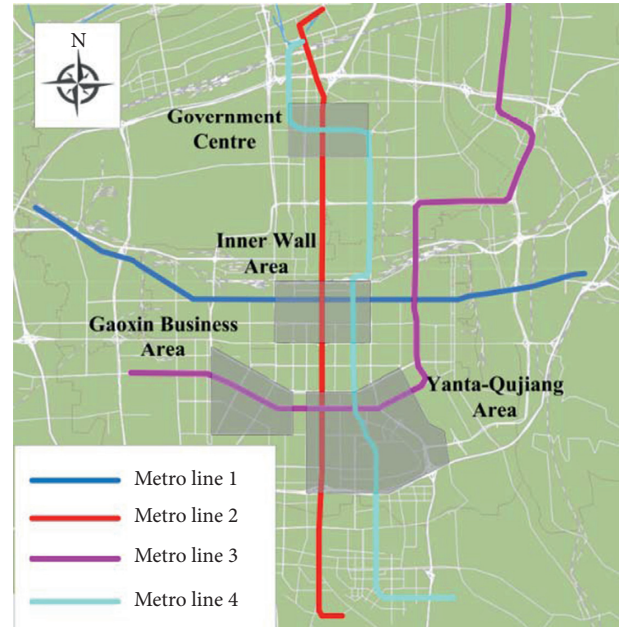 N
Government
Centre
Inner Wall
Area
Gaoxin Business
Area
Yanta-Qujiang
Area
Metro line 1
Metro line 2
Metro line 3
Metro line 4